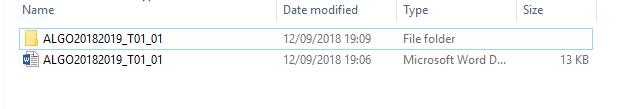 Name Date modified Type Size
ALGO20182019_T01_01 12/09/2018 19:09 File folder
ALGO20182019_T01_01 12/09/2018 19:06 Microsoft Word D... 13 KB